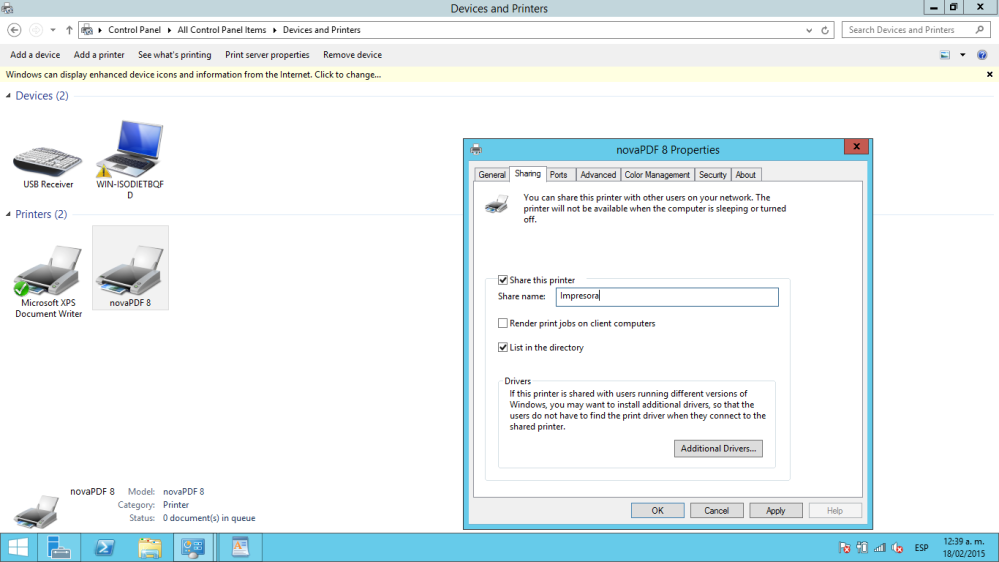 Devices and Printers
Control Panel
All Control Panel Items
Devices and Printers
Search Devices and Printers
Add a device
Add a printer
See what's printing
Print server properties
Remove device
Windows can display enhanced device icons and information from the Internet. Click to change...
Devices (2)
USB Receiver
WIN-ISODIETBQF
D
Printers (2)
Microsoft XPS
Document Writer
novaPDF 8
novaPDF 8 Properties
General
Sharing
Ports
Advanced
Color Management
Security
About
You can share this printer with other users on your network. The
printer will not be available when the computer is sleeping or turned
off.
Share this printer
Share name:
Impresora
Render print jobs on client computers
List in the directory
Drivers
If this printer is shared with users running different versions of
Windows, you may want to install additional drivers, so that the
users do not have to find the print driver when they connect to the
shared printer.
Additional Drivers...
OK
Cancel
Apply
Help
novaPDF 8
Model: novaPDF 8
Category: Printer
Status: 0 document(s) in queue
ESP
12:39 a. m.
18/02/2015